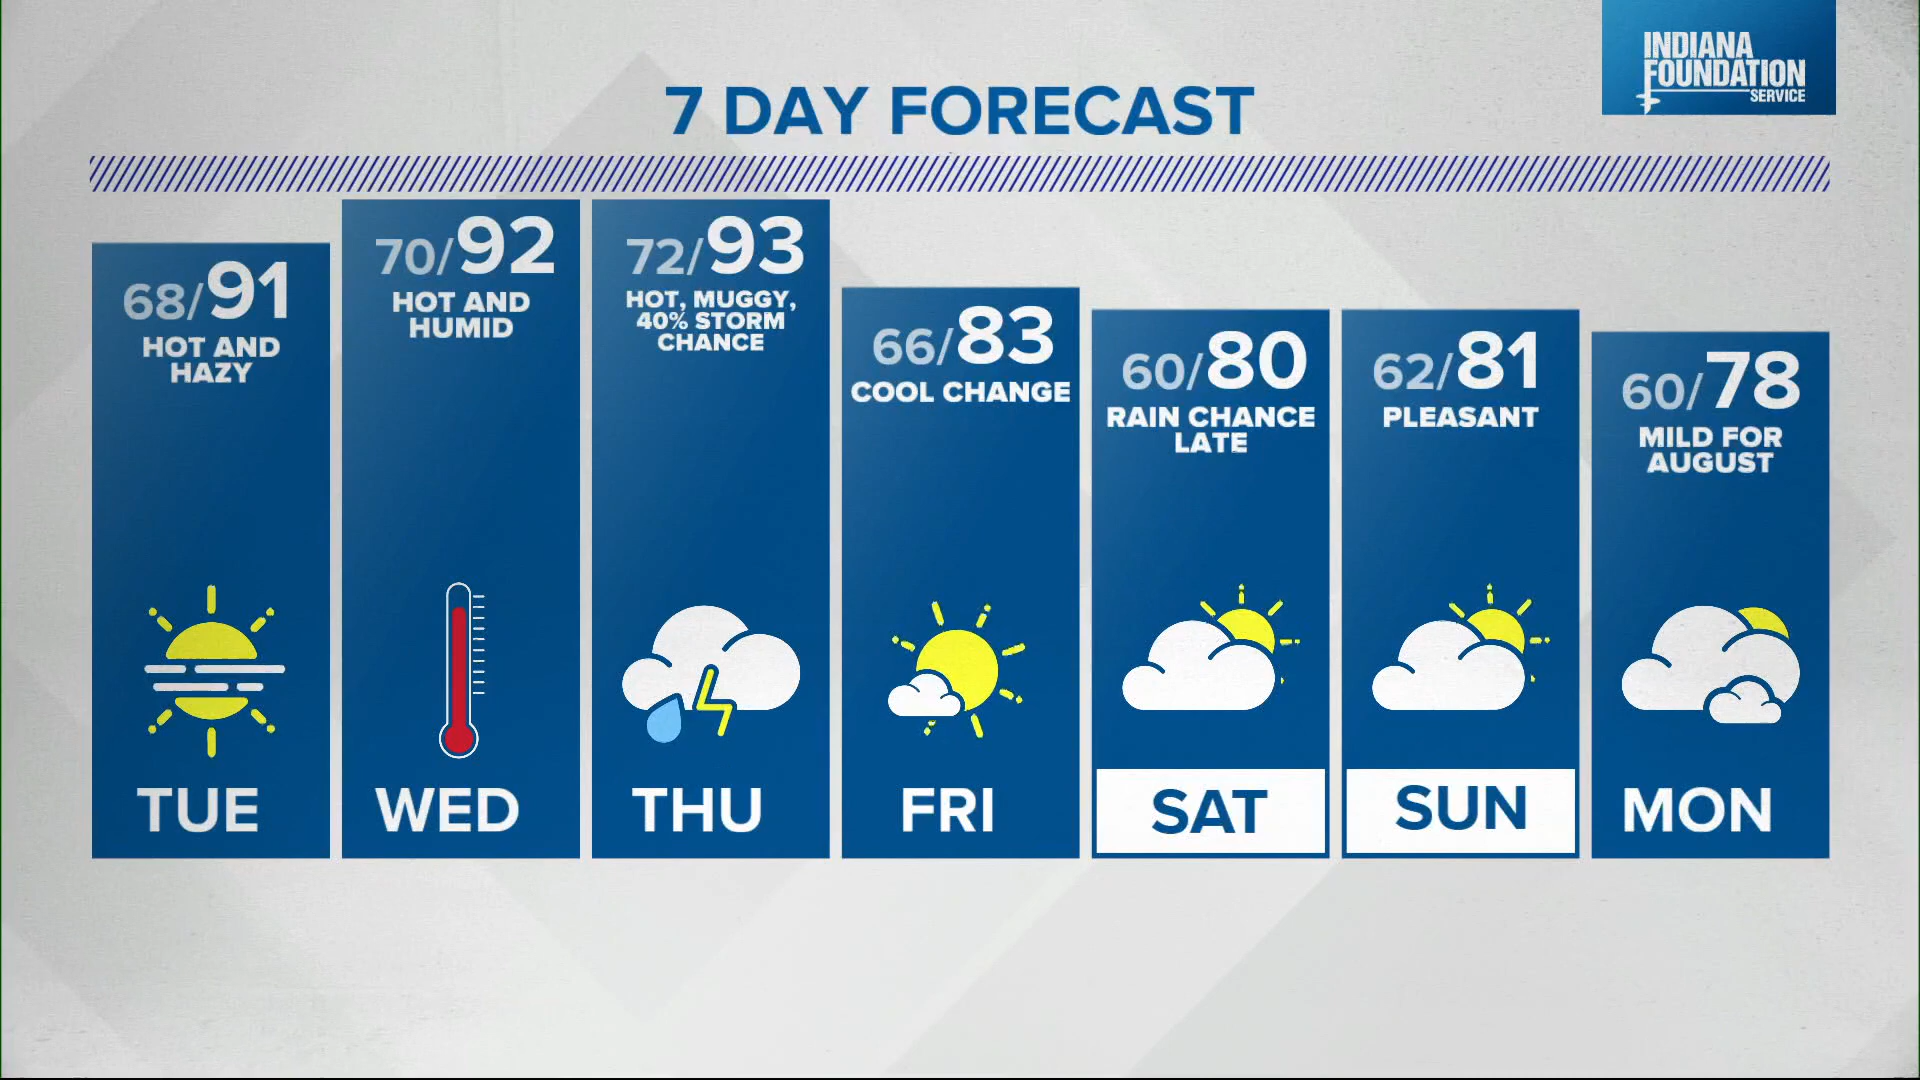 INDIANA
FOUNDATION
SERVICE
7 DAY FORECAST
68/91
HOT AND
HAZY
TUE
70/92
HOT AND
HUMID
WED
72/93
HOT, MUGGY,
40% STORM
CHANCE
THU
66/83
COOL CHANGE
FRI
60/80
RAIN CHANCE
LATE
SAT
62/81
PLEASANT
SUN
60/78
MILD FOR
AUGUST
MON